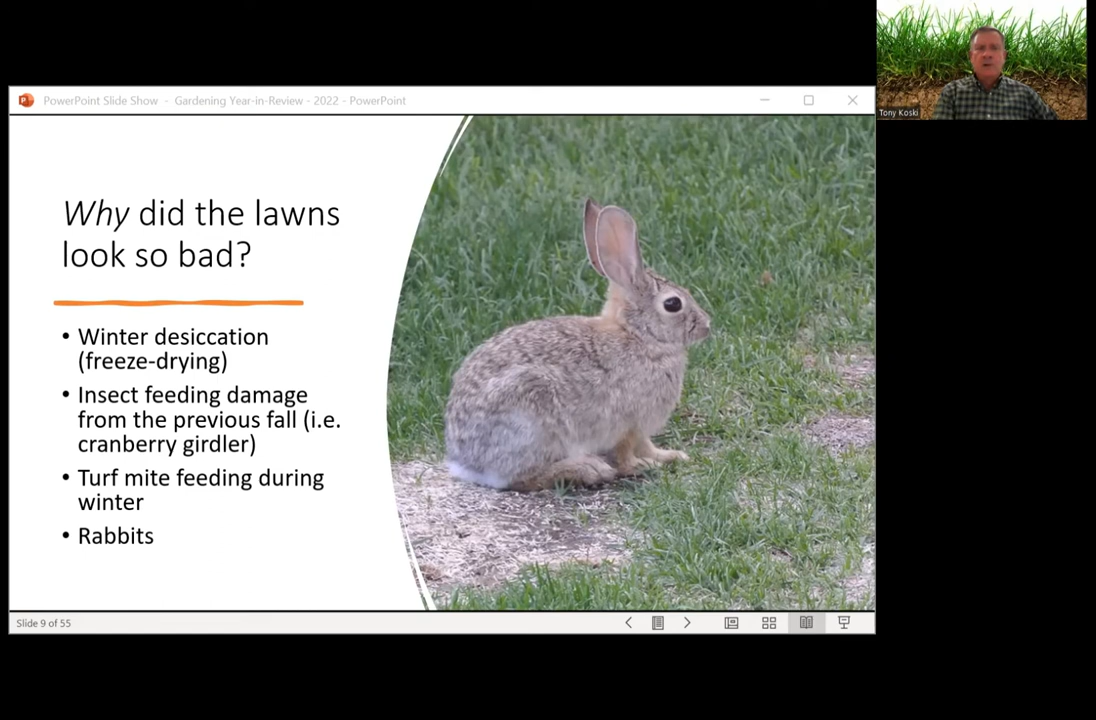 PowerPoint Slide Show - Gardening Year-in-Review - 2022 - PowerPoint
Tony Koski
Why did the lawns
look so bad?
• Winter desiccation
(freeze-drying)
• Insect feeding damage
from the previous fall (i.e.
cranberry girdler)
• Turf mite feeding during
winter
• Rabbits
Slide 9 of 55